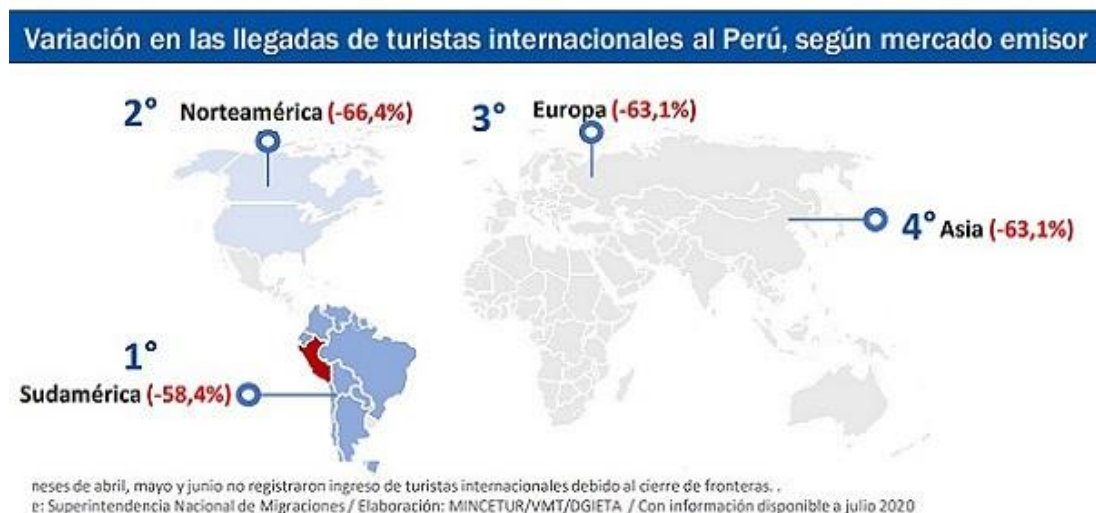 Variación en las llegadas de turistas internacionales al Perú, según mercado emisor
2° Norteamérica (-66,4%)
3° Europa (-63,1%)
4° Asia (-63,1%)
1°
Sudamérica (-58,4%)
neses de abril, mayo y junio no registraron ingreso de turistas internacionales debido al cierre de fronteras. .
e: Superintendencia Nacional de Migraciones / Elaboración: MINCETUR/VMT/DGIETA / Con información disponible a julio 2020